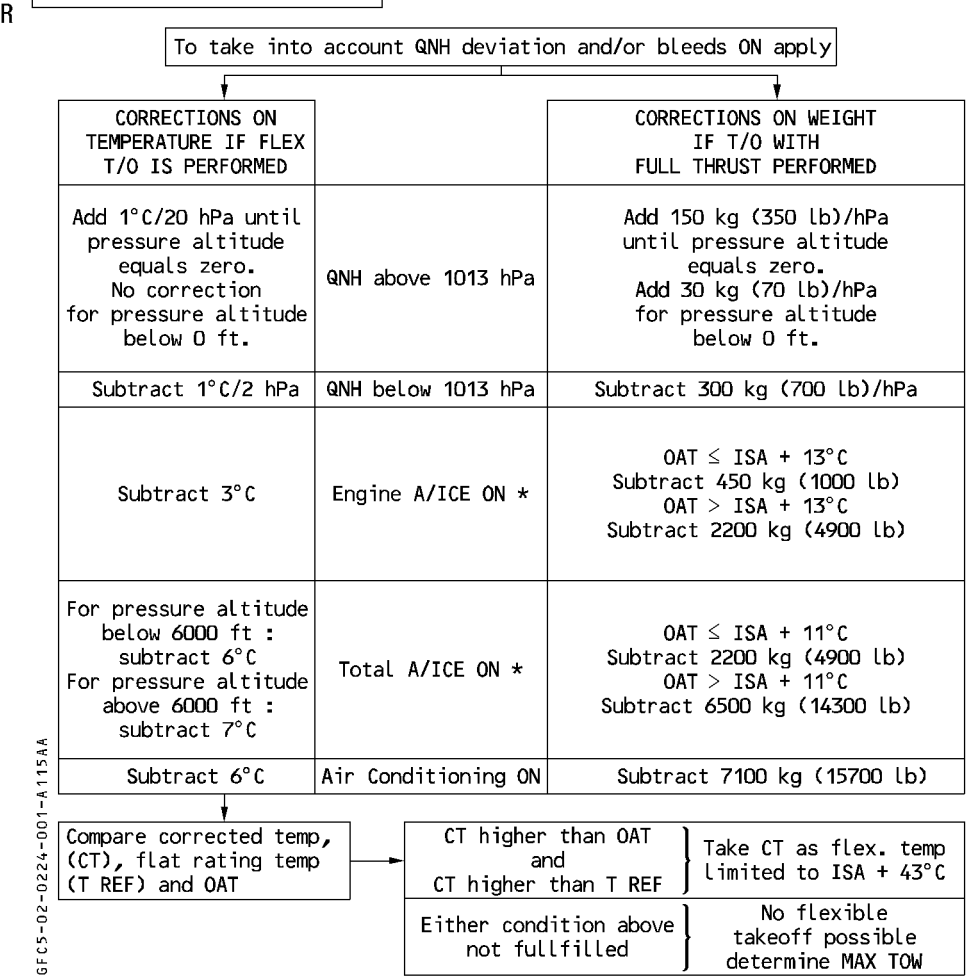 R
To take into account QNH deviation and/or bleeds ON apply
CORRECTIONS ON
TEMPERATURE IF FLEX
T/O IS PERFORMED
CORRECTIONS ON WEIGHT
IF T/O WITH
FULL THRUST PERFORMED
Add 1°C/20 hPa until
pressure altitude
equals zero.
No correction
for pressure altitude
below 0 ft.
QNH above 1013 hPa
Add 150 kg (350 lb)/hPa
until pressure altitude
equals zero.
Add 30 kg (70 lb)/hPa
for pressure altitude
below 0 ft.
Subtract 1°C/2 hPa
QNH below 1013 hPa
Subtract 300 kg (700 lb)/hPa
Subtract 3°C
Engine A/ICE ON *
OAT ≤ ISA + 13°C
Subtract 450 kg (1000 lb)
OAT > ISA + 13°C
Subtract 2200 kg (4900 lb)
For pressure altitude
below 6000 ft :
subtract 6°C
For pressure altitude
above 6000 ft :
subtract 7°C
Total A/ICE ON *
OAT ≤ ISA + 11°C
Subtract 2200 kg (4900 lb)
OAT > ISA + 11°C
Subtract 6500 kg (14300 lb)
Subtract 6°C
Air Conditioning ON
Subtract 7100 kg (15700 lb)
Compare corrected temp,
(CT), flat rating temp
(T REF) and OAT
CT higher than OAT
and
CT higher than T REF
Take CT as flex. temp
limited to ISA + 43°C
Either condition above
not fullfilled
No flexible
takeoff possible
determine MAX TOW
GFC5-02-0224-001-A115AA